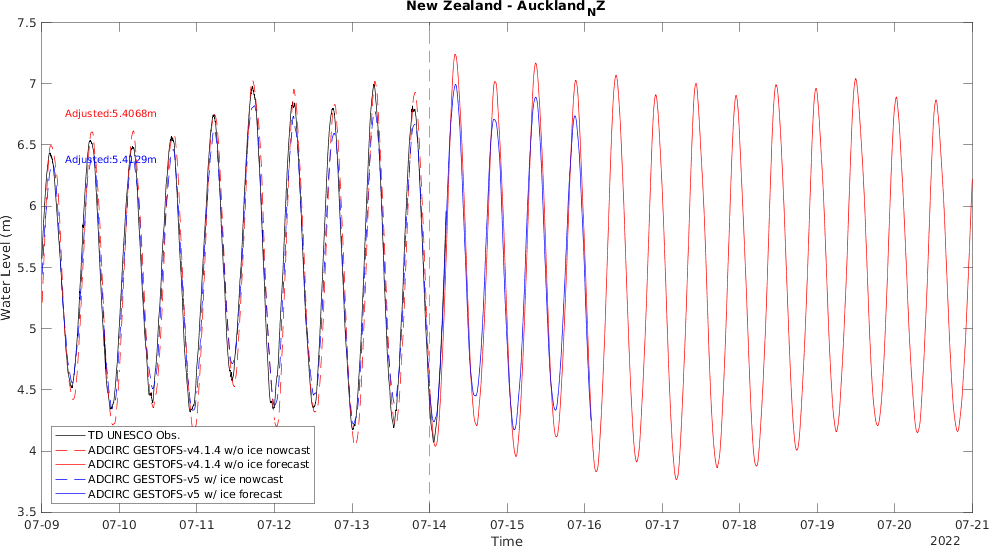 New Zealand - Auckland_NZ
7.5
7
6.5
6
5.5
5
4.5
4
3.5
Water Level (m)
Adjusted:5.4068m
Adjusted:5.4129m
TD UNESCO Obs.
ADCIRC GESTOFS-v4.1.4 w/o ice nowcast
ADCIRC GESTOFS-v4.1.4 w/o ice forecast
ADCIRC GESTOFS-v5 w/ ice nowcast
ADCIRC GESTOFS-v5 w/ ice forecast
07-09 07-10 07-11 07-12 07-13 07-14 07-15 07-16 07-17 07-18 07-19 07-20 07-21
Time
2022